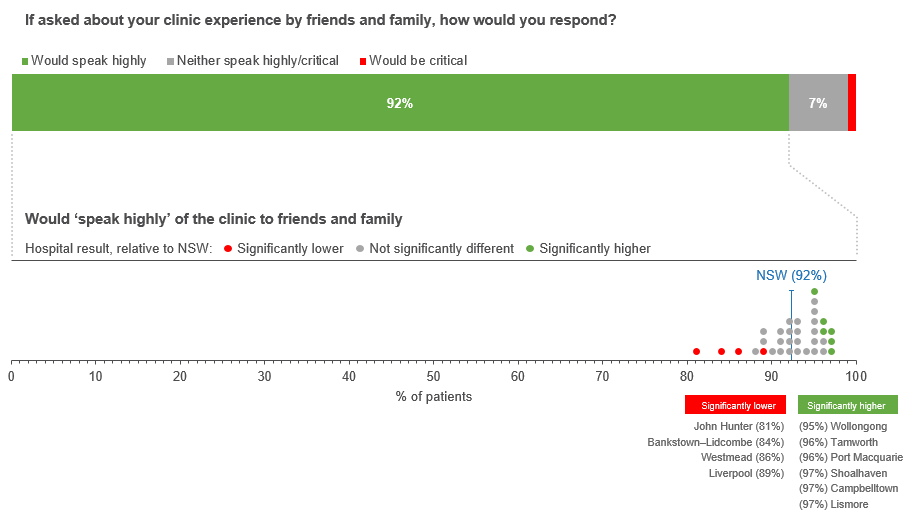 If asked about your clinic experience by friends and family, how would you respond?
Would speak highly Neither speak highly/critical Would be critical
92% 7%
Would ‘speak highly’ of the clinic to friends and family
Hospital result, relative to NSW: Significantly lower Not significantly different Significantly higher
NSW (92%)
0 10 20 30 40 50 60 70 80 90 100
% of patients
Significantly lower Significantly higher
John Hunter (81%) (95%) Wollongong
Bankstown–Lidcombe (84%) (96%) Tamworth
Westmead (86%) (96%) Port Macquarie
Liverpool (89%) (97%) Shoalhaven
(97%) Campbelltown
(97%) Lismore